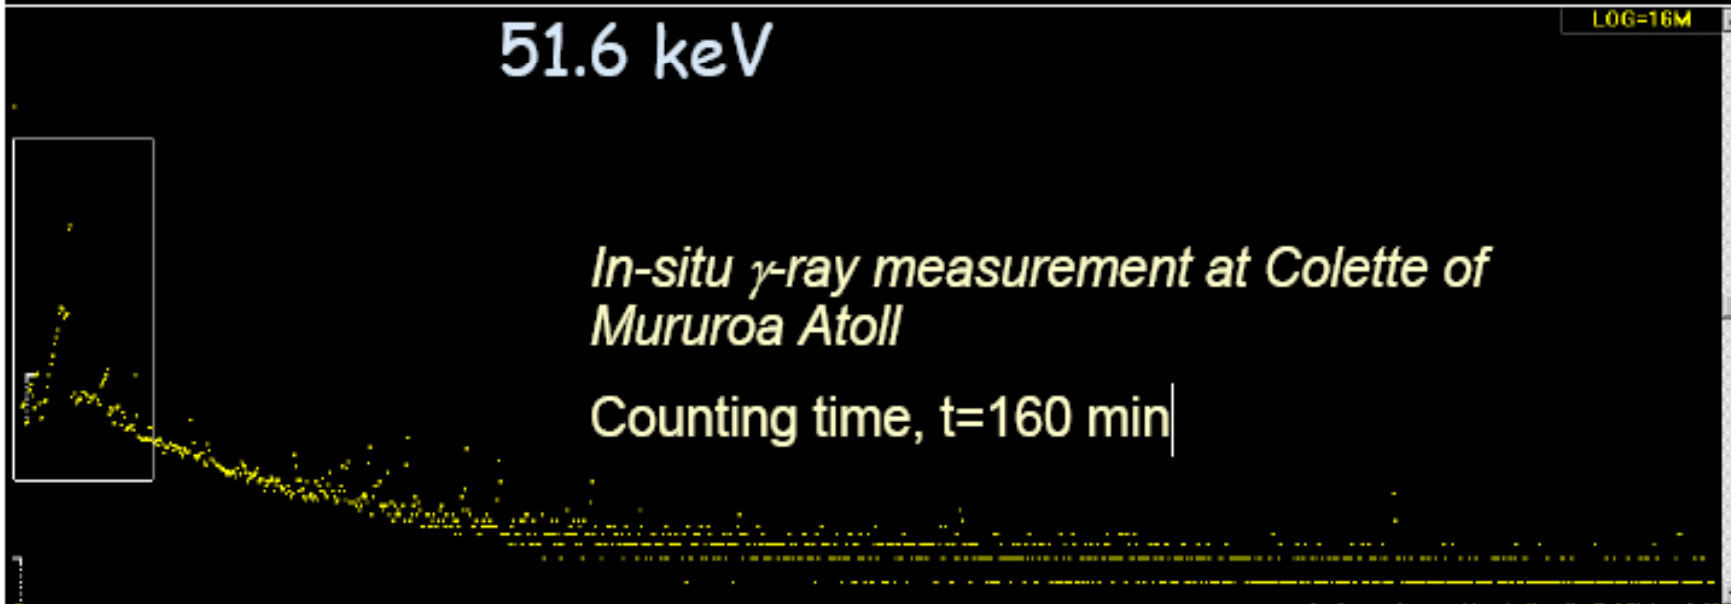 LOG=16M
51.6 keV
In-situ γ-ray measurement at Colette of
Mururoa Atoll
Counting time, t=160 min